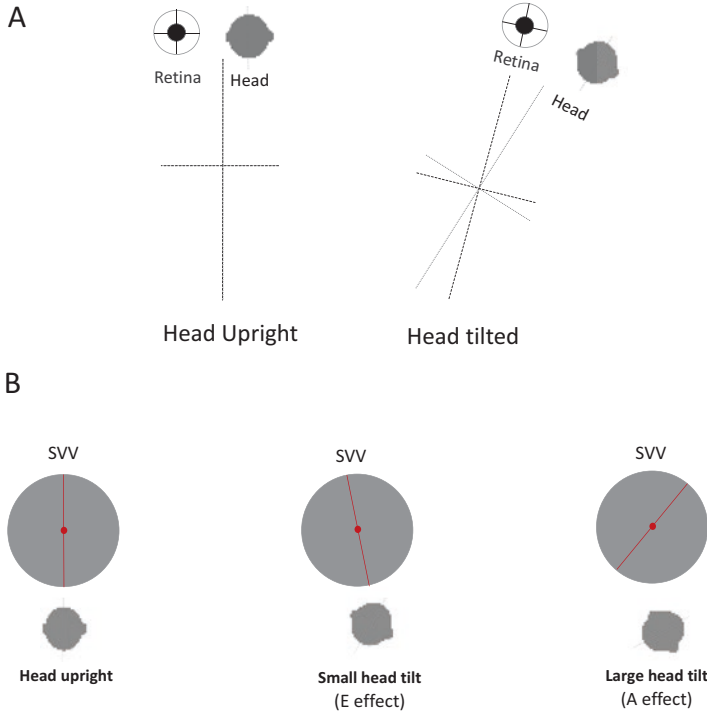 A
Retina
Head
Retina
Head
Head Upright
Head tilted
B
SVV
SVV
SVV
Head upright
Small head tilt
(E effect)
Large head tilt
(A effect)